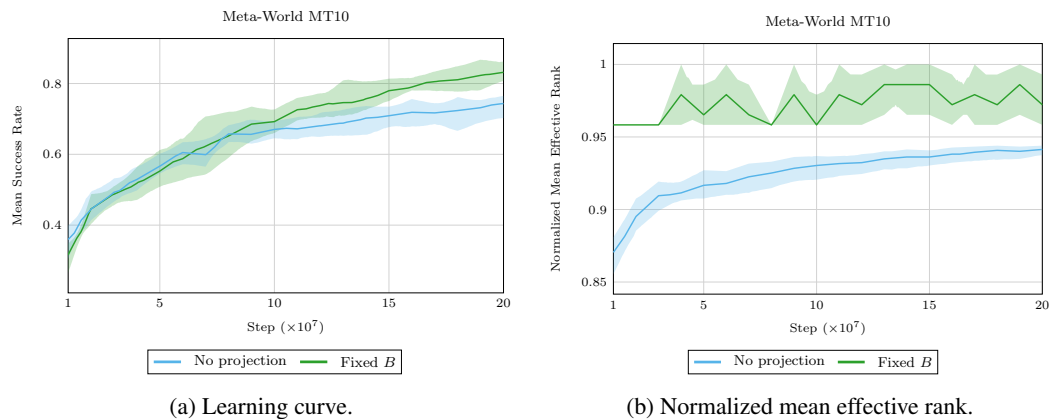 Meta-World MT10
Mean Success Rate
0.8
0.6
0.4
1
5
10
15
20
Step (×10⁷)
No projection
Fixed B
(a) Learning curve.
Meta-World MT10
Normalized Mean Effective Rank
1
0.95
0.9
0.85
1
5
10
15
20
Step (×10⁷)
No projection
Fixed B
(b) Normalized mean effective rank.